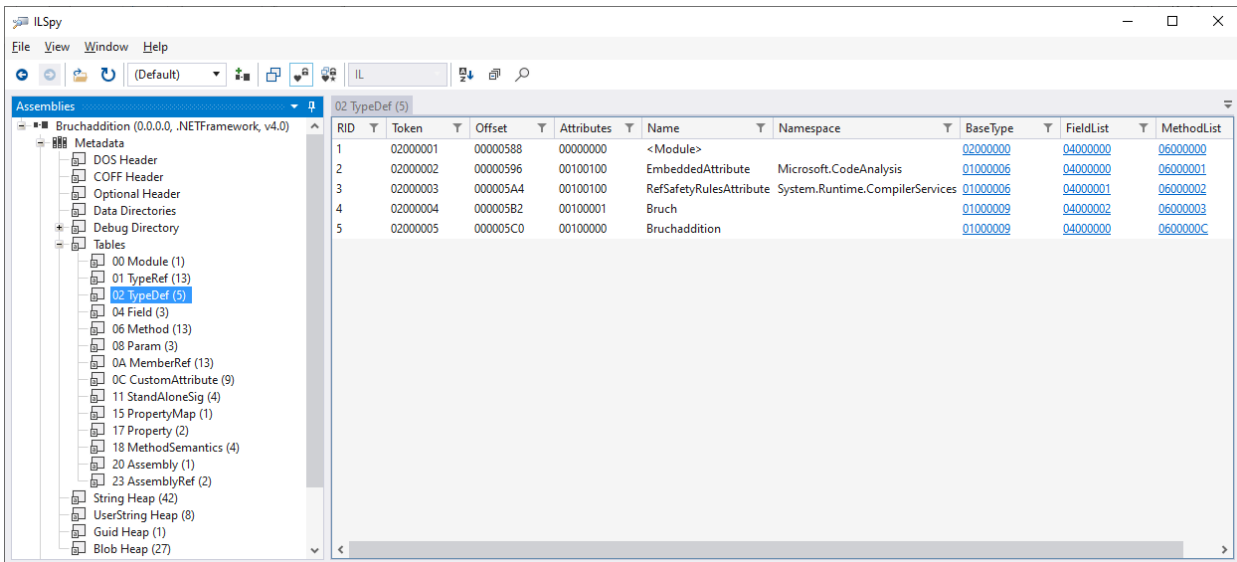 ILSpy
File View Window Help
(Default) IL
Assemblies
02 TypeDef (5)
Bruchaddition (0.0.0.0, .NETFramework, v4.0)
Metadata
DOS Header
COFF Header
Optional Header
Data Directories
Debug Directory
Tables
00 Module (1)
01 TypeRef (13)
02 TypeDef (5)
04 Field (3)
06 Method (13)
08 Param (3)
0A MemberRef (13)
0C CustomAttribute (9)
11 StandAloneSig (4)
15 PropertyMap (1)
17 Property (2)
18 MethodSemantics (4)
20 Assembly (1)
23 AssemblyRef (2)
String Heap (42)
UserString Heap (8)
Guid Heap (1)
Blob Heap (27)
RID Token Offset Attributes Name Namespace BaseType FieldList MethodList
1 02000001 00000588 00000000 <Module> 02000000 04000000 06000000
2 02000002 00000596 00100100 EmbeddedAttribute Microsoft.CodeAnalysis 01000006 04000000 06000001
3 02000003 000005A4 00100100 RefSafetyRulesAttribute System.Runtime.CompilerServices 01000006 04000001 06000002
4 02000004 000005B2 00100001 Bruch 01000009 04000002 06000003
5 02000005 000005C0 00100000 Bruchaddition 01000009 04000000 0600000C